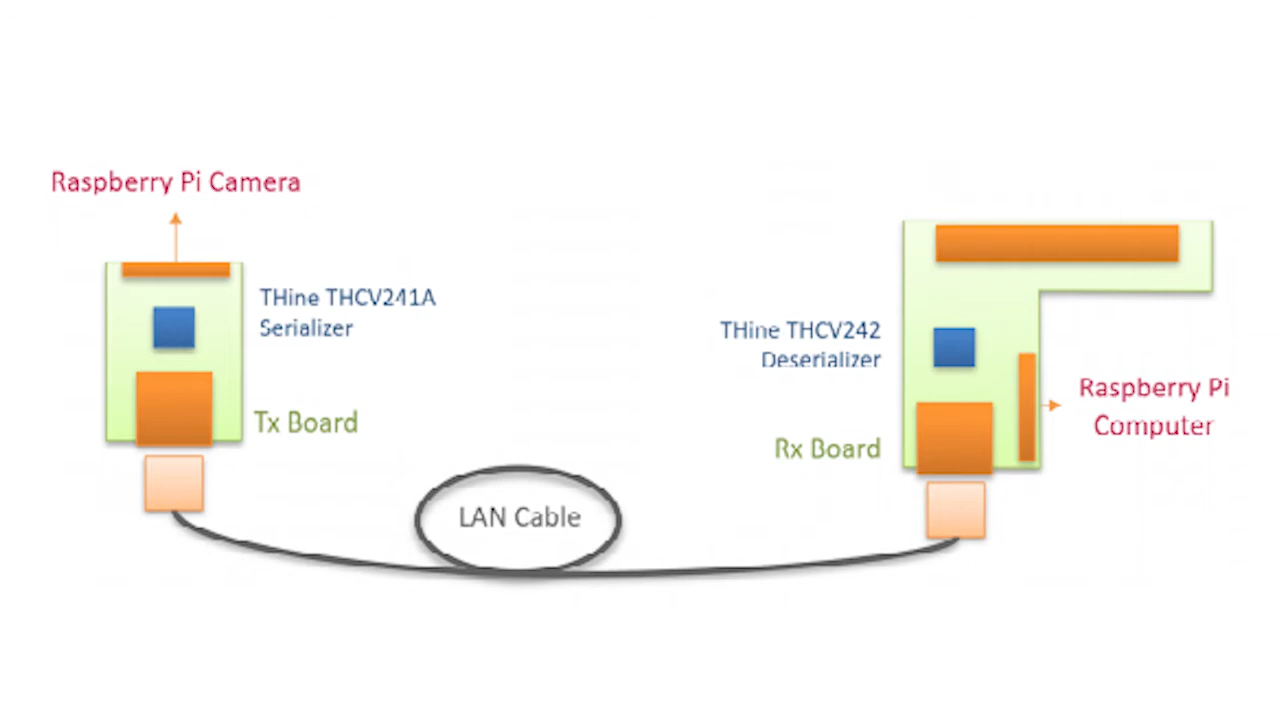 Raspberry Pi Camera
THine THCV241A
Serializer
Tx Board
LAN Cable
THine THCV242
Deserializer
Rx Board
Raspberry Pi
Computer